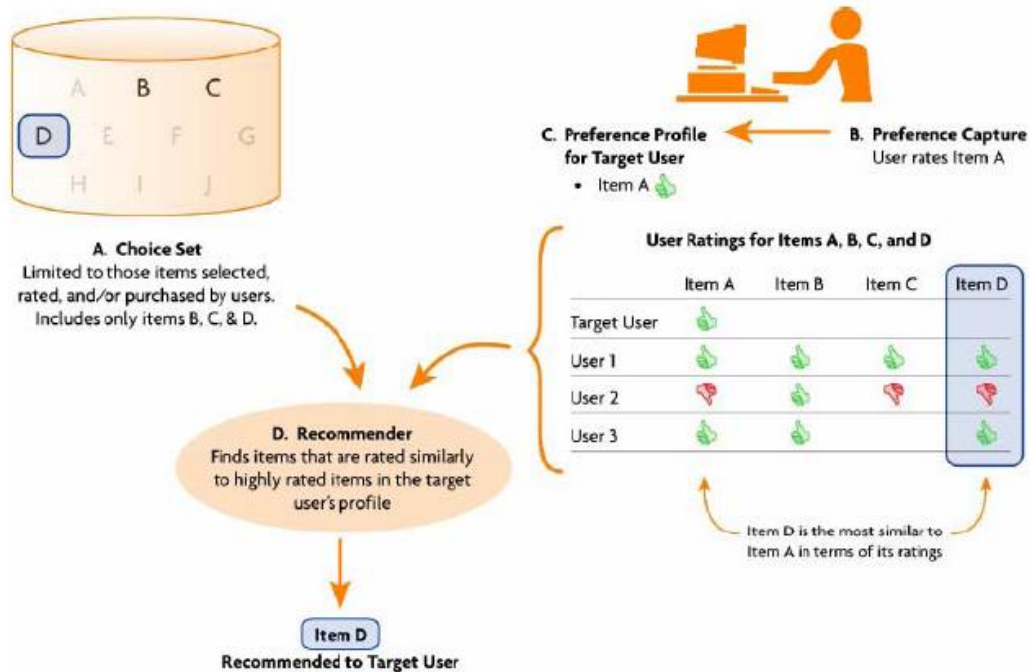 A B C
D E F G
H I J
A. Choice Set
Limited to those items selected,
rated, and/or purchased by users.
Includes only items B, C, & D.
C. Preference Profile
for Target User
• Item A
B. Preference Capture
User rates Item A
User Ratings for Items A, B, C, and D
Item A Item B Item C Item D
Target User
User 1
User 2
User 3
Item D is the most similar to
Item A in terms of its ratings
D. Recommender
Finds items that are rated similarly
to highly rated items in the target
user's profile
Item D
Recommended to Target User